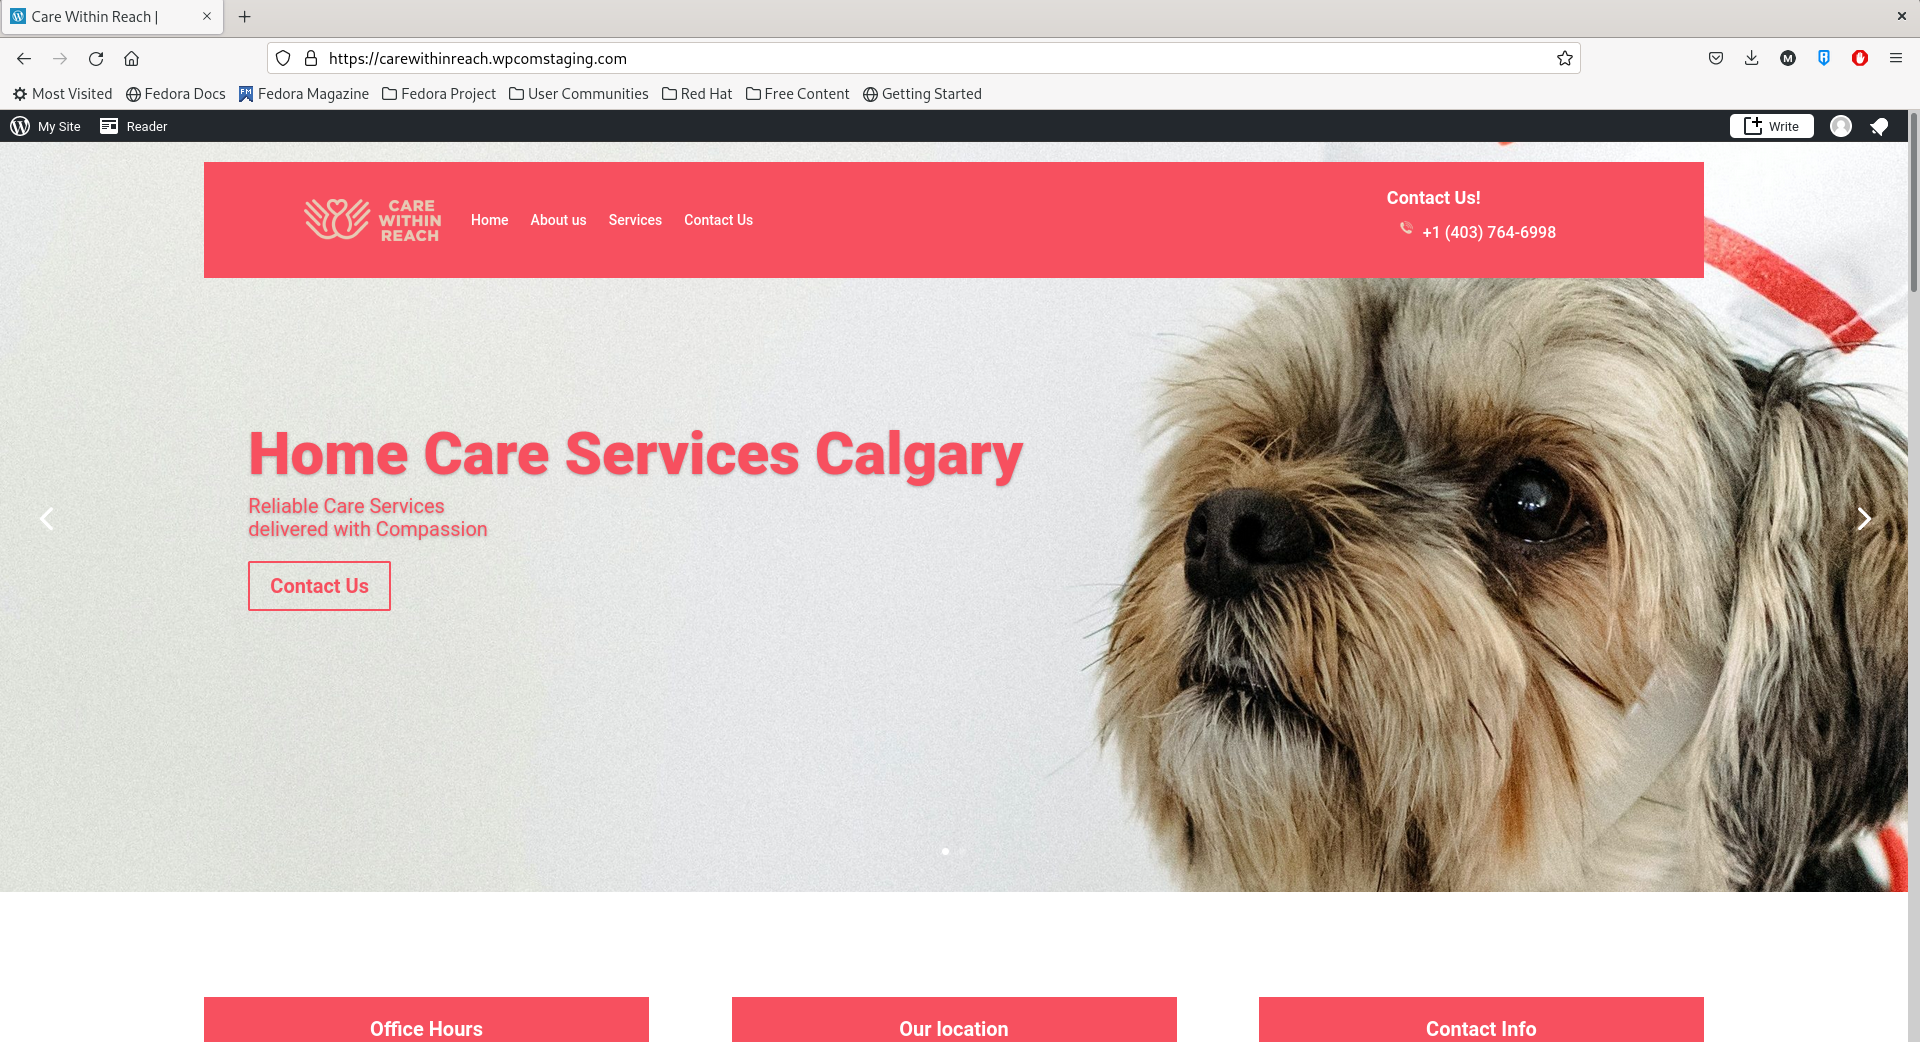 Care Within Reach |
https://carewithinreach.wpcomstaging.com
M
Most Visited
Fedora Docs
FM
Fedora Magazine
Fedora Project
User Communities
Red Hat
Free Content
Getting Started
My Site
Reader
Write
CARE
WITHIN
REACH
Home
About us
Services
Contact Us
Contact Us!
+1 (403) 764-6998
Home Care Services Calgary
Reliable Care Services
delivered with Compassion
Contact Us
Office Hours
Our location
Contact Info